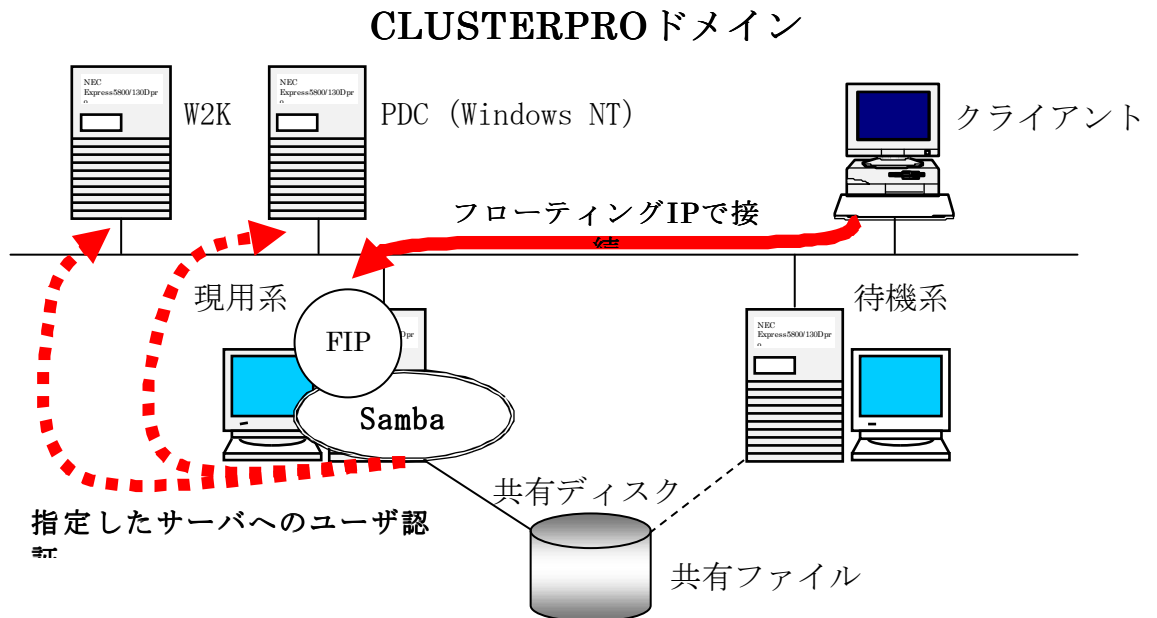 CLUSTERPROドメイン
NEC
Express5800/130Dpr
W2K
NEC
Express5800/130Dpr
PDC (Windows NT)
クライアント
フローティングIPで接
続
現用系
FIP
Dpr
Samba
待機系
NEC
Express5800/130Dpr
共有ディスク
指定したサーバへのユーザ認
共有ファイル